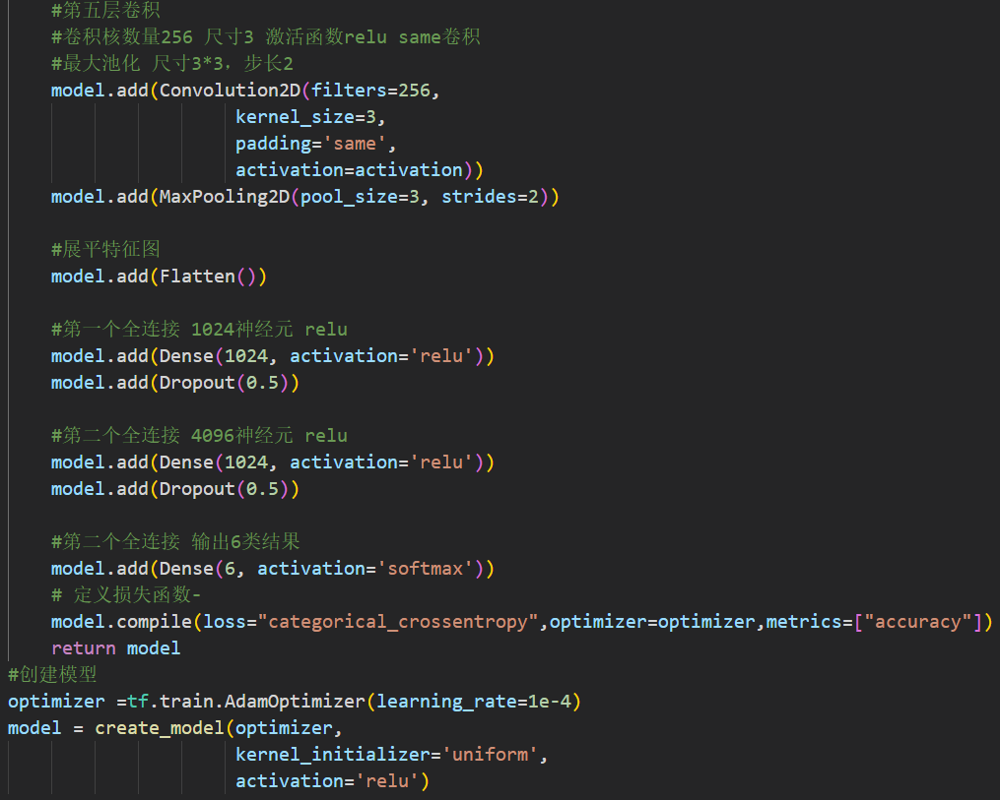 #第五层卷积
#卷积核数量256 尺寸3 激活函数relu same卷积
#最大池化 尺寸3*3，步长2
model.add(Convolution2D(filters=256,
kernel_size=3,
padding='same',
activation=activation))
model.add(MaxPooling2D(pool_size=3, strides=2))
#展平特征图
model.add(Flatten())
#第一个全连接 1024神经元 relu
model.add(Dense(1024, activation='relu'))
model.add(Dropout(0.5))
#第二个全连接 4096神经元 relu
model.add(Dense(1024, activation='relu'))
model.add(Dropout(0.5))
#第二个全连接 输出6类结果
model.add(Dense(6, activation='softmax'))
# 定义损失函数-
model.compile(loss="categorical_crossentropy",optimizer=optimizer,metrics=["accuracy"])
return model
#创建模型
optimizer =tf.train.AdamOptimizer(learning_rate=1e-4)
model = create_model(optimizer,
kernel_initializer='uniform',
activation='relu')